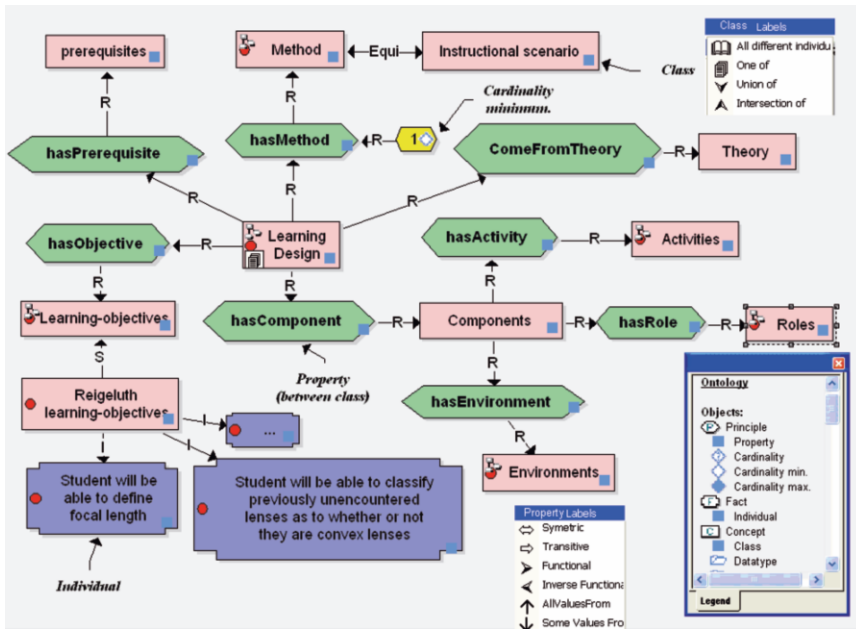 prerequisites
Method
Equi
Instructional scenario
Class
Class Labels
All different individu
One of
Union of
Intersection of
R
R
Cardinality
minimum.
hasPrerequisite
hasMethod
R
1
ComeFromTheory
R
Theory
R
R
R
hasObjective
R
Learning
Design
hasActivity
R
Activities
R
R
R
Learning-objectives
hasComponent
R
Components
R
hasRole
R
Roles
S
R
Property
(between class)
Reigeluth
learning-objectives
I
...
hasEnvironment
I
I
R
Environments
Student will be
able to define
focal length
Student will be able to classify
previously unencountered
lenses as to whether or not
they are convex lenses
Individual
Property Labels
Symetric
Transitive
Functional
Inverse Functiona
AllValuesFrom
Some Values Fro
Ontology
Objects:
P Principle
Property
Cardinality
Cardinality min.
Cardinality max.
F Fact
Individual
C Concept
Class
Datatype
Legend